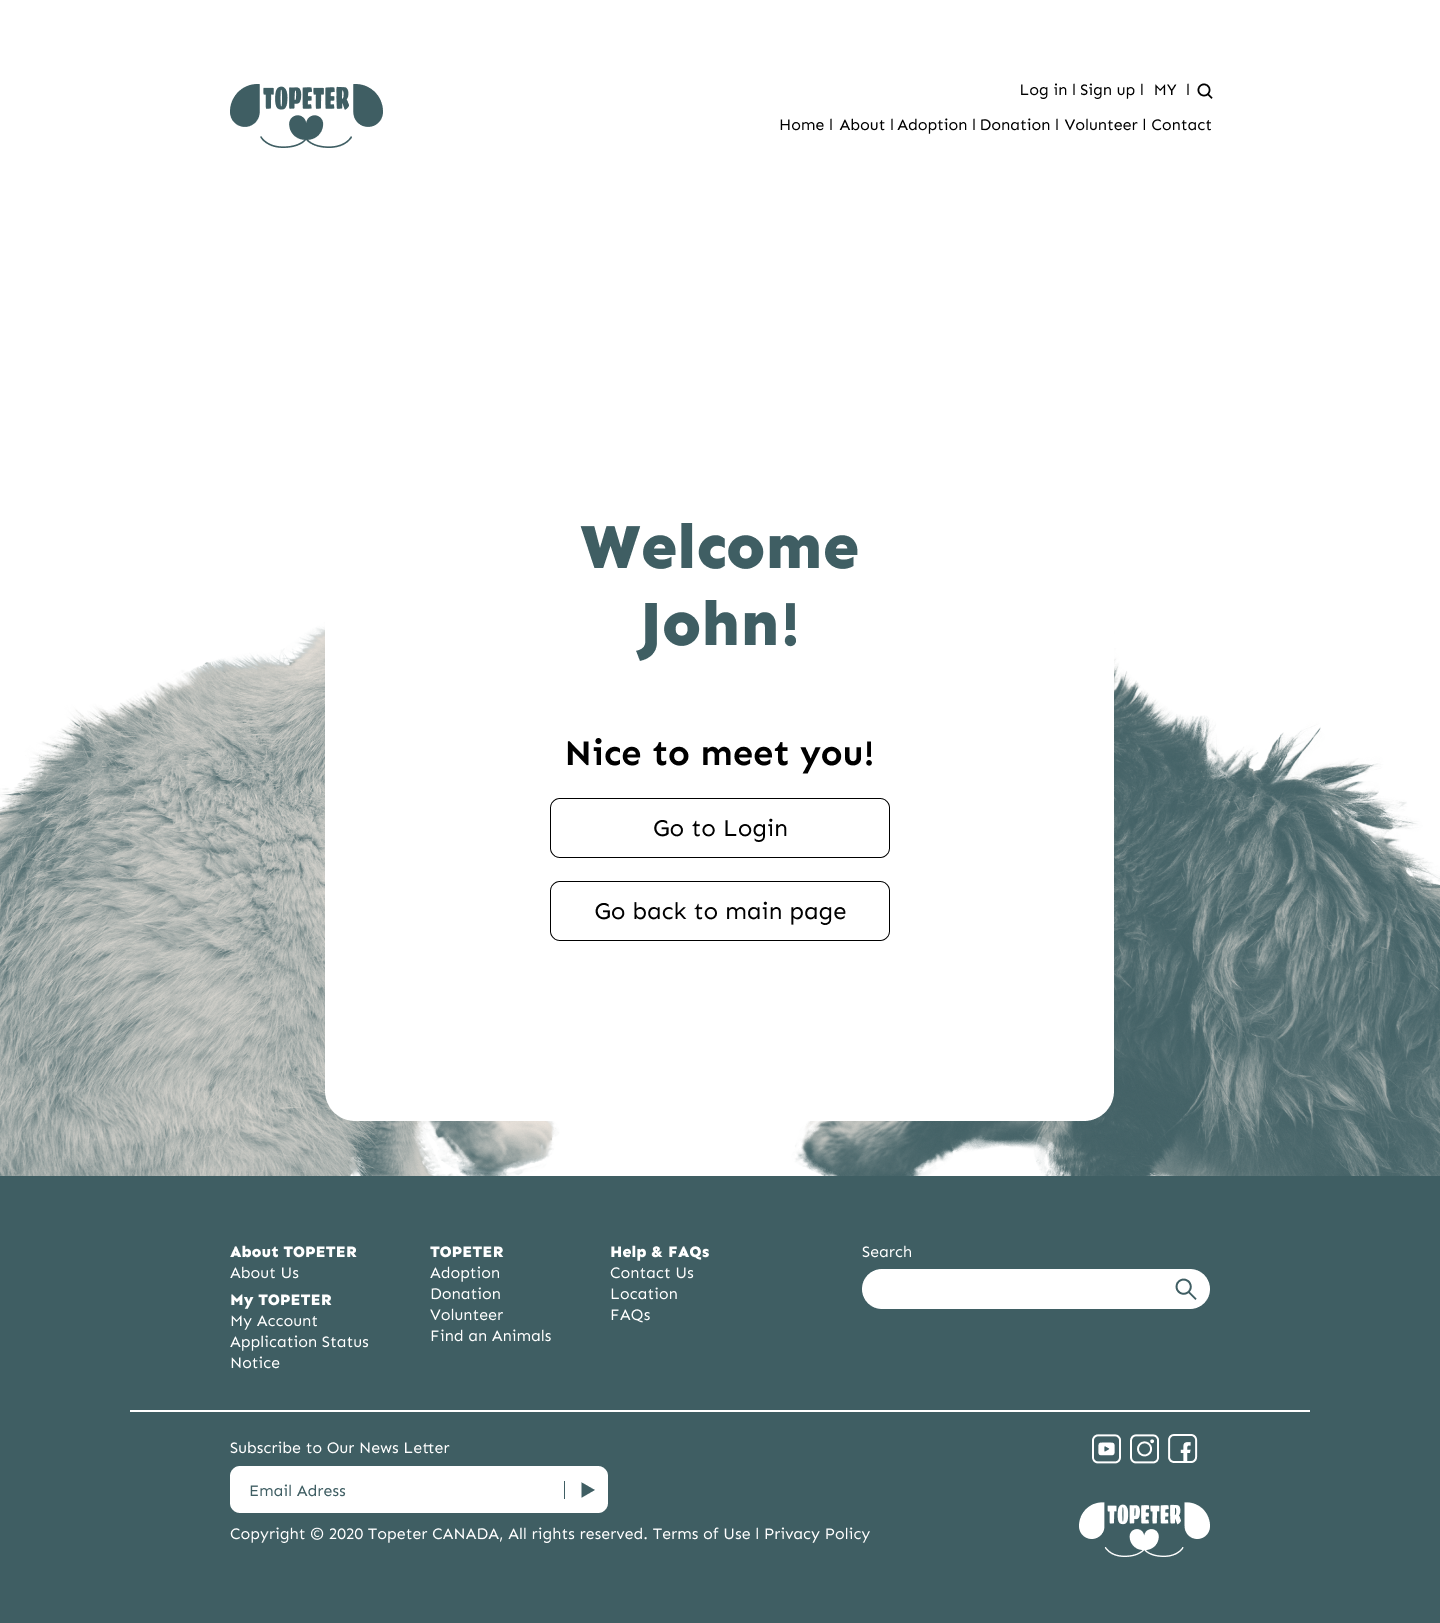 TOPETER
Log in | Sign up | MY |
Home | About | Adoption | Donation | Volunteer | Contact
Welcome
John!
Nice to meet you!
Go to Login
Go back to main page
About TOPETER
About Us
My TOPETER
My Account
Application Status
Notice
TOPETER
Adoption
Donation
Volunteer
Find an Animals
Help & FAQs
Contact Us
Location
FAQs
Search
Subscribe to Our News Letter
Email Adress
Copyright © 2020 Topeter CANADA, All rights reserved. Terms of Use | Privacy Policy
TOPETER